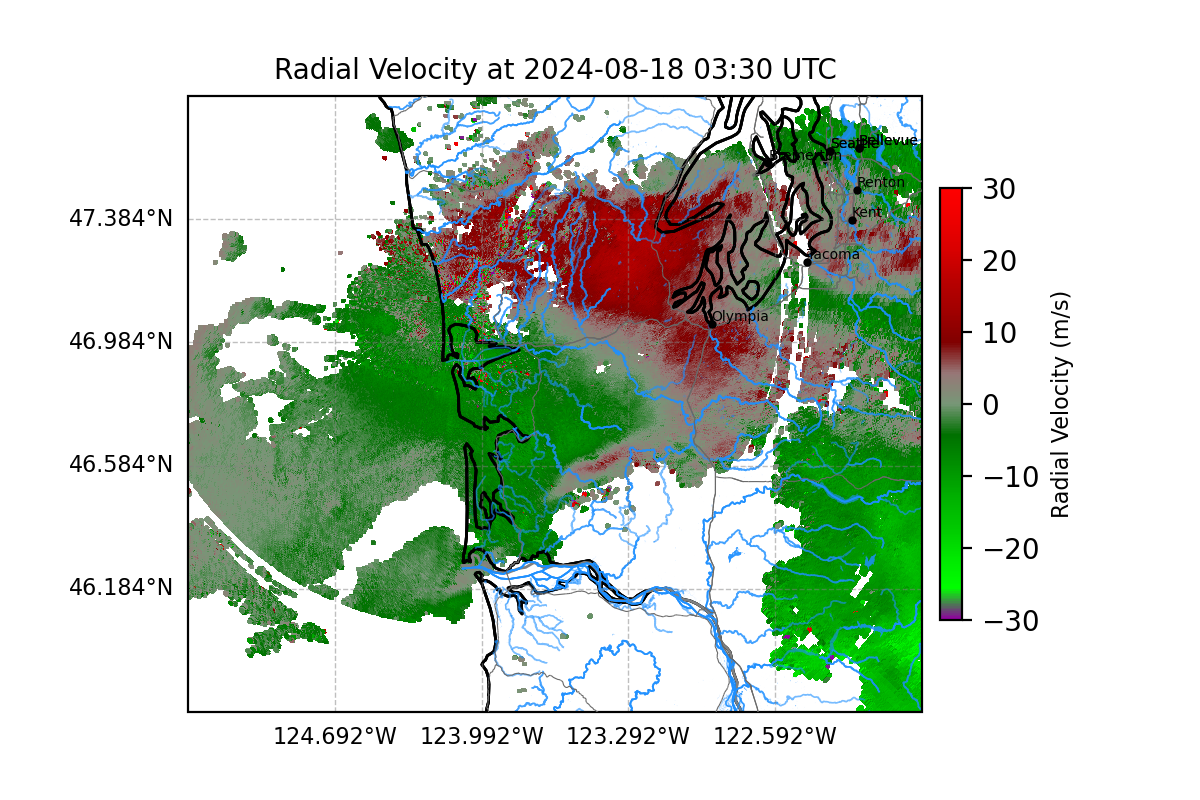 Radial Velocity at 2024-08-18 03:30 UTC
Seattle
Bellevue
Bremerton
Renton
Kent
Tacoma
Olympia
47.384°N
46.984°N
46.584°N
46.184°N
124.692°W
123.992°W
123.292°W
122.592°W
30
20
10
0
−10
−20
−30
Radial Velocity (m/s)